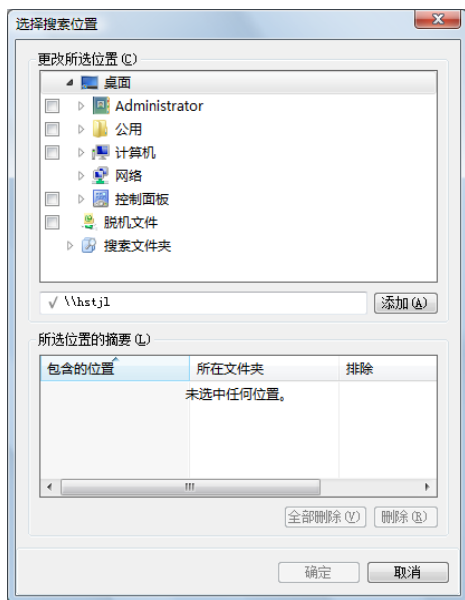 选择搜索位置
更改所选位置(C)
桌面
Administrator
公用
计算机
网络
控制面板
脱机文件
搜索文件夹
\\hstjl 添加(A)
所选位置的摘要(L)
包含的位置 所在文件夹 排除
未选中任何位置。
全部删除(V) 删除(R)
确定 取消